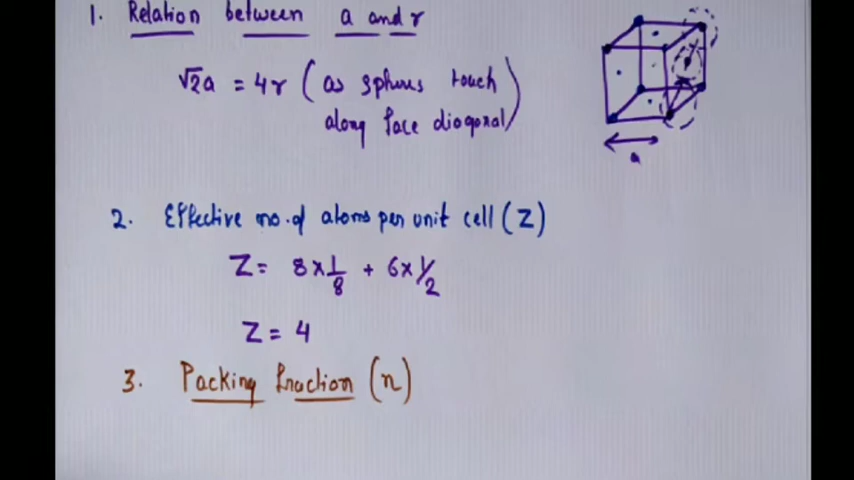 1. Relation between a and r
√2a = 4r (as spheres touch
along face diagonal)
a
2. Effective no. of atoms per unit cell (Z)
Z = 8 × 1/8 + 6 × 1/2
Z = 4
3. Packing fraction (η)